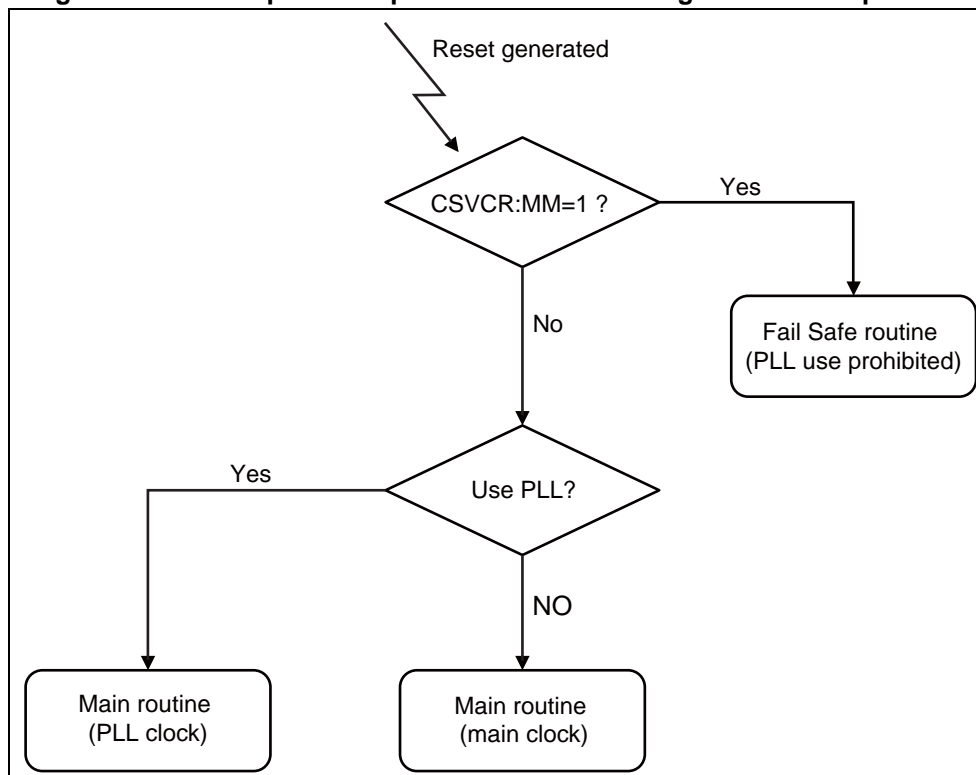 Reset generated
CSVCR:MM=1 ?
Yes
No
Fail Safe routine
(PLL use prohibited)
Yes
Use PLL?
NO
Main routine
(PLL clock)
Main routine
(main clock)